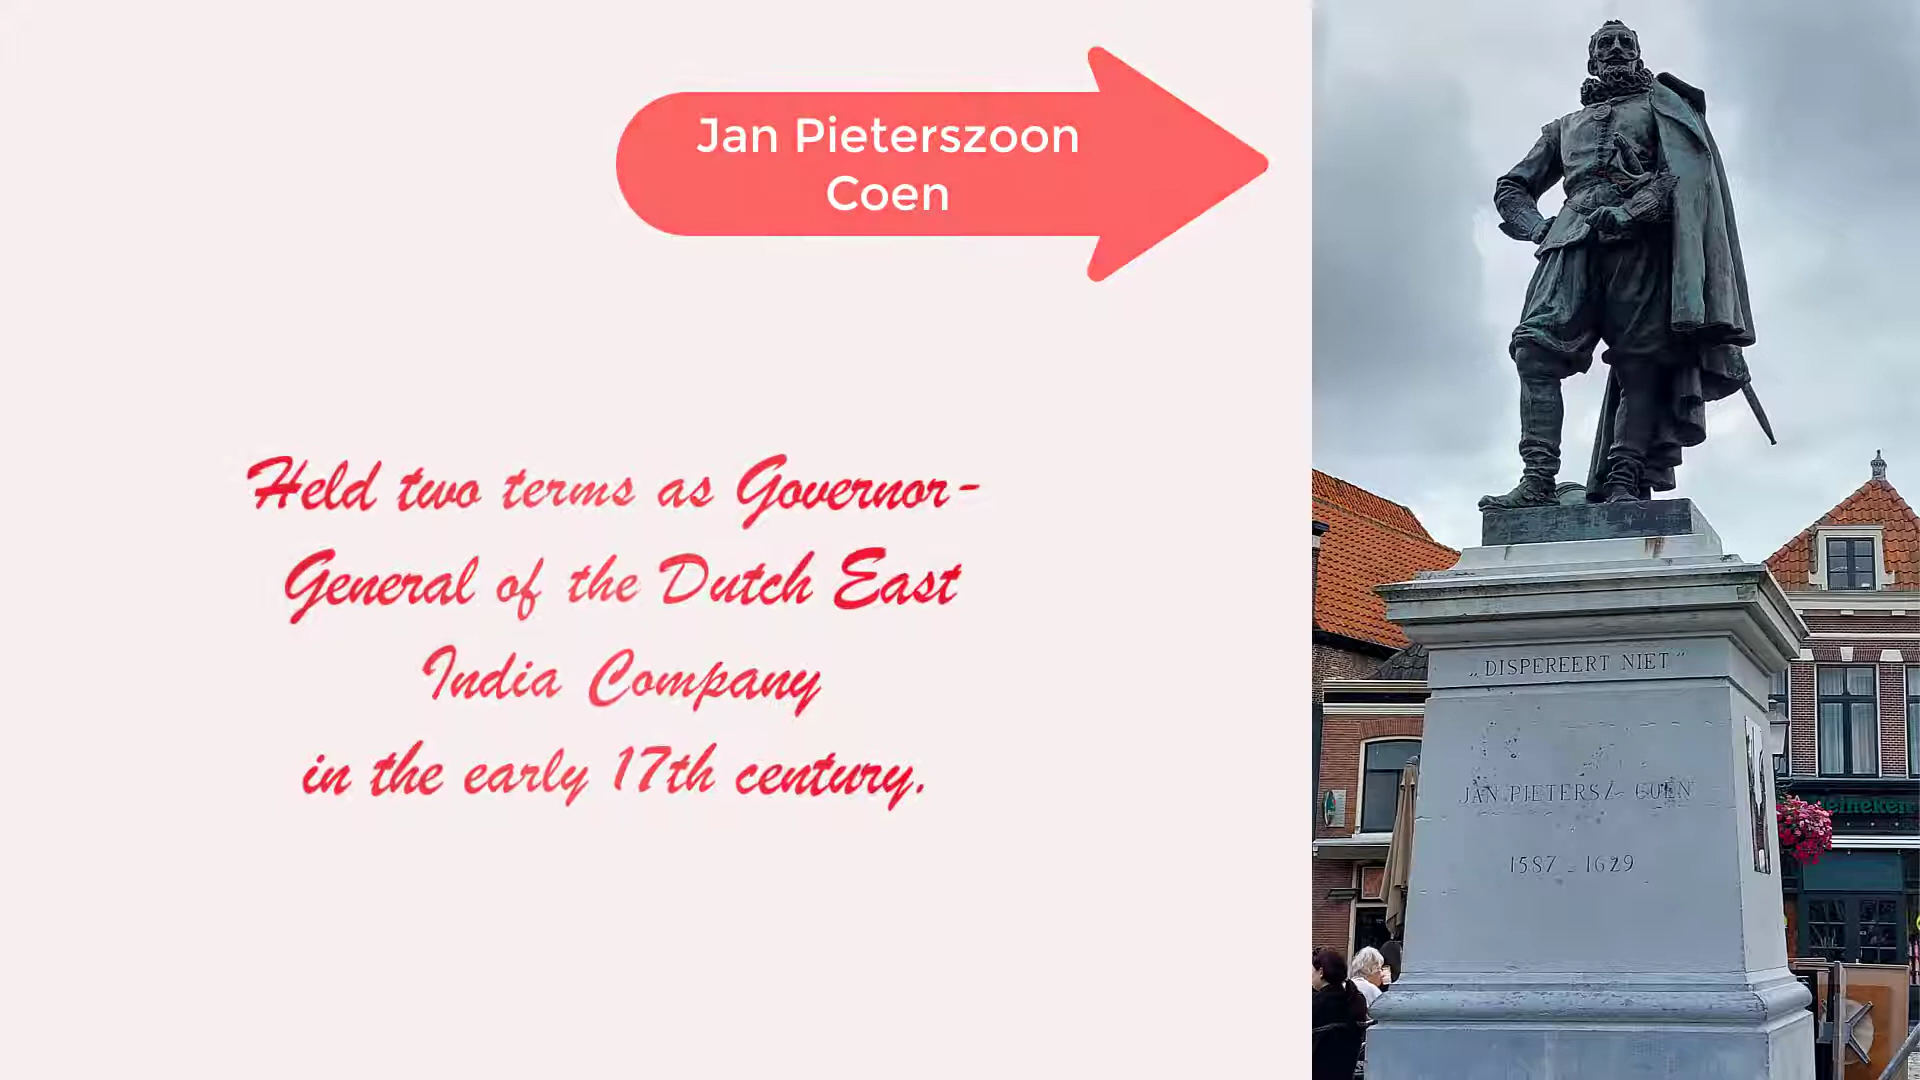 Jan Pieterszoon
Coen
Held two terms as Governor-
General of the Dutch East
India Company
in the early 17th century.
„DISPEREERT NIET”
JAN PIETERSZ- COEN
1587 - 1629
Heineken